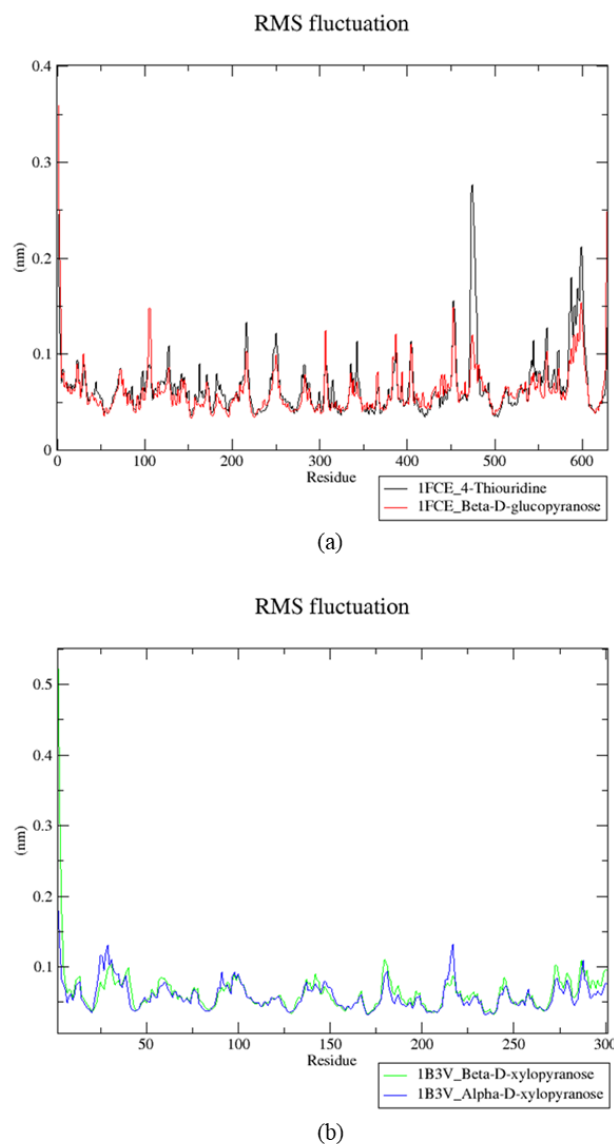 RMS fluctuation
0.4
0.3
0.2
0.1
0
(nm)
0 100 200 300 400 500 600
Residue
1FCE_4-Thiouridine
1FCE_Beta-D-glucopyranose
(a)
RMS fluctuation
0.5
0.4
0.3
0.2
0.1
(nm)
50 100 150 200 250 300
Residue
1B3V_Beta-D-xylopyranose
1B3V_Alpha-D-xylopyranose
(b)